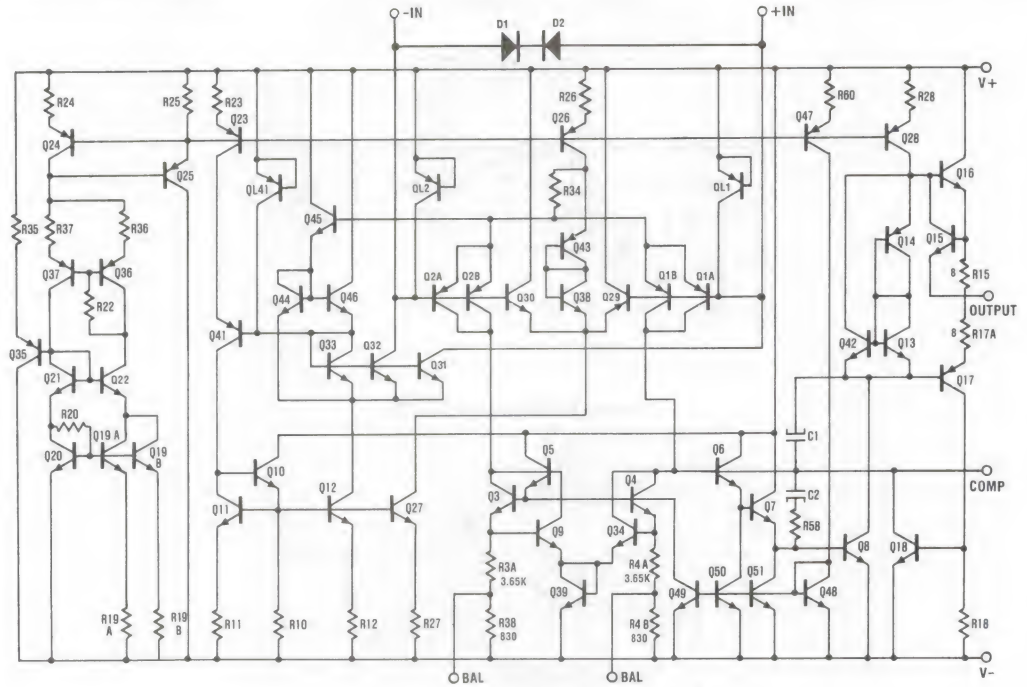 -IN
+IN
D1
D2
V+
R24
R25
R23
R26
R60
R28
Q24
Q23
Q26
Q47
Q28
Q25
QL41
QL2
R34
QL1
Q16
R35
R37
R36
Q45
Q43
Q14
Q15
R15
8
Q37
Q36
Q44
Q46
Q2A
Q2B
Q30
Q38
Q29
Q1B
Q1A
OUTPUT
R22
Q41
Q33
Q32
Q31
Q42
Q13
8
R17A
Q35
Q21
Q22
Q17
R20
Q19 A
Q19
B
Q20
C1
Q10
Q5
Q6
COMP
Q11
Q12
Q27
Q3
Q4
Q7
C2
R58
Q9
Q34
Q8
Q18
R3A
3.65K
R4A
3.65K
Q39
Q49
Q50
Q51
Q48
R19
A
R19
B
R11
R10
R12
R27
R38
830
R4B
830
R18
V-
BAL
BAL